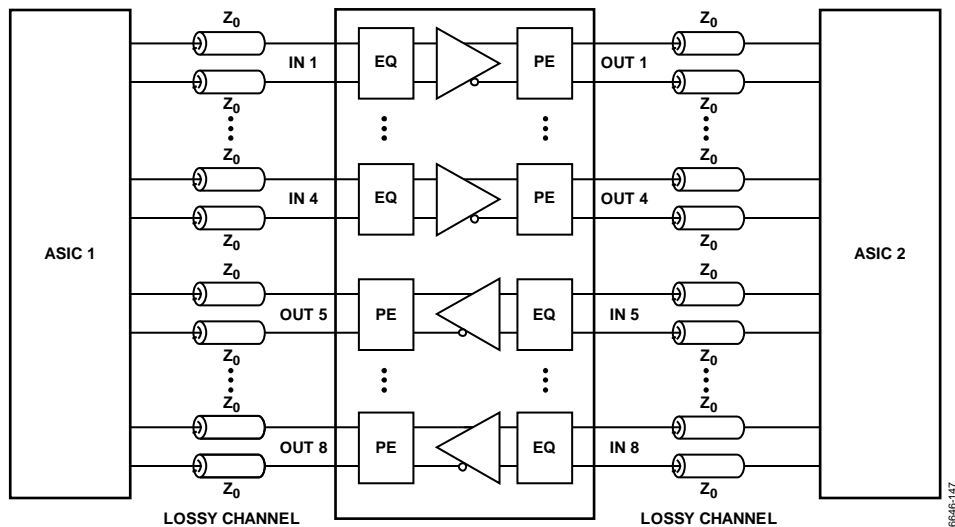 Z0 Z0
IN 1 EQ PE OUT 1
Z0 Z0
Z0 Z0
IN 4 EQ PE OUT 4
Z0 Z0
ASIC 1 ASIC 2
Z0 Z0
OUT 5 PE EQ IN 5
Z0 Z0
Z0 Z0
OUT 8 PE EQ IN 8
Z0 Z0
LOSSY CHANNEL LOSSY CHANNEL
6646-147